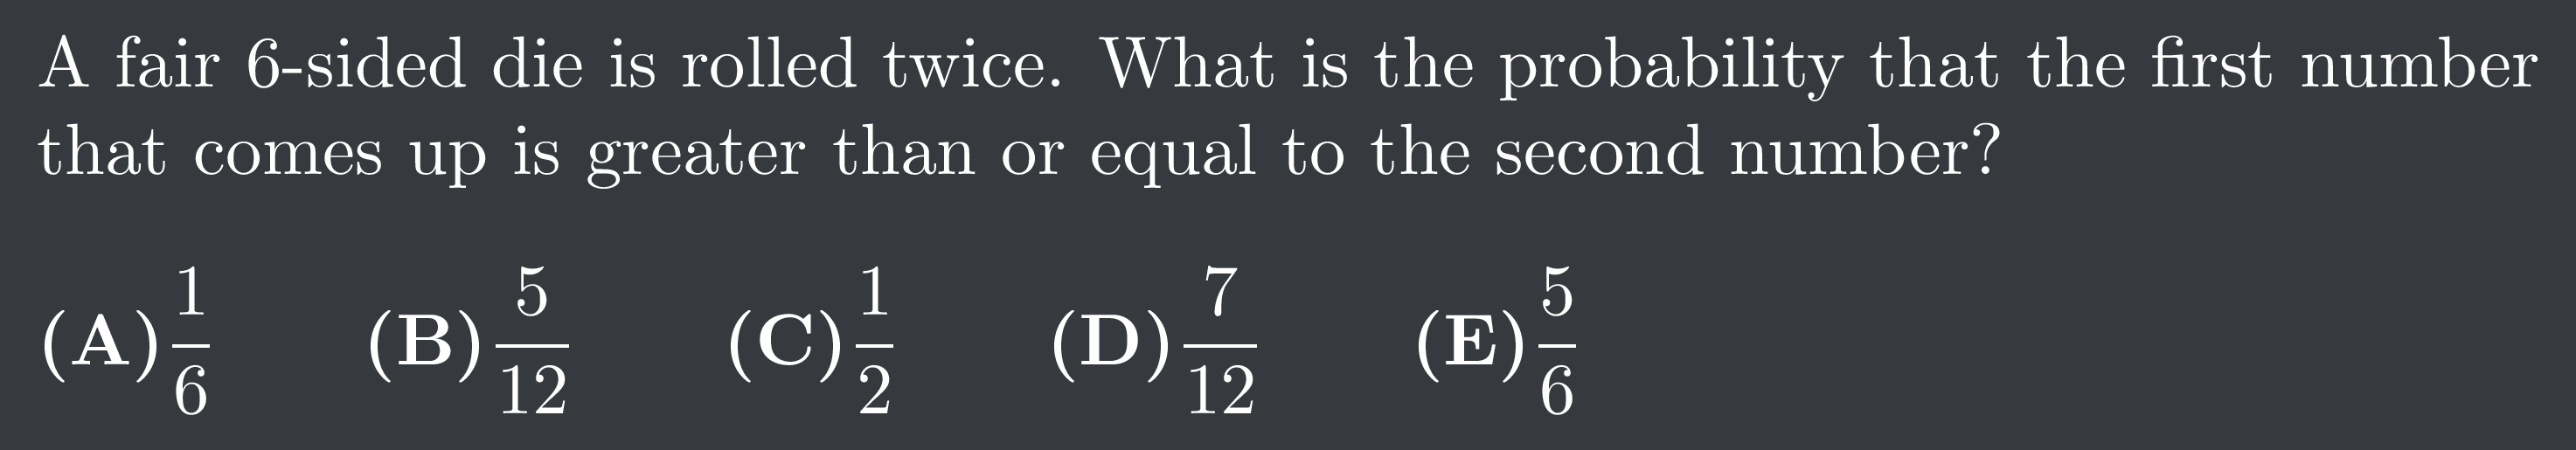 A fair 6-sided die is rolled twice. What is the probability that the first number
that comes up is greater than or equal to the second number?
(A) 1/6 (B) 5/12 (C) 1/2 (D) 7/12 (E) 5/6